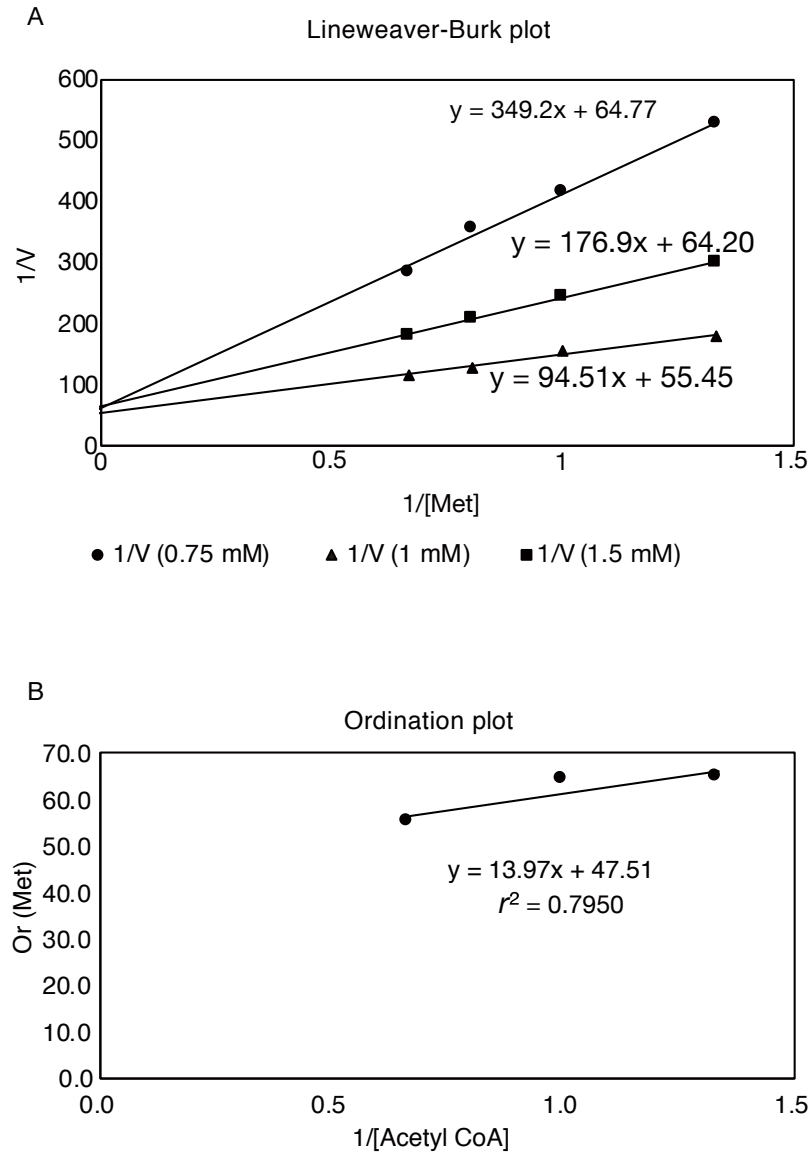 A
Lineweaver-Burk plot
600
500
400
300
200
100
0
1/V
y = 349.2x + 64.77
y = 176.9x + 64.20
y = 94.51x + 55.45
0 0.5 1 1.5
1/[Met]
● 1/V (0.75 mM) ▲ 1/V (1 mM) ■ 1/V (1.5 mM)
B
Ordination plot
70.0
60.0
50.0
40.0
30.0
20.0
10.0
0.0
Or (Met)
y = 13.97x + 47.51
r² = 0.7950
0.0 0.5 1.0 1.5
1/[Acetyl CoA]